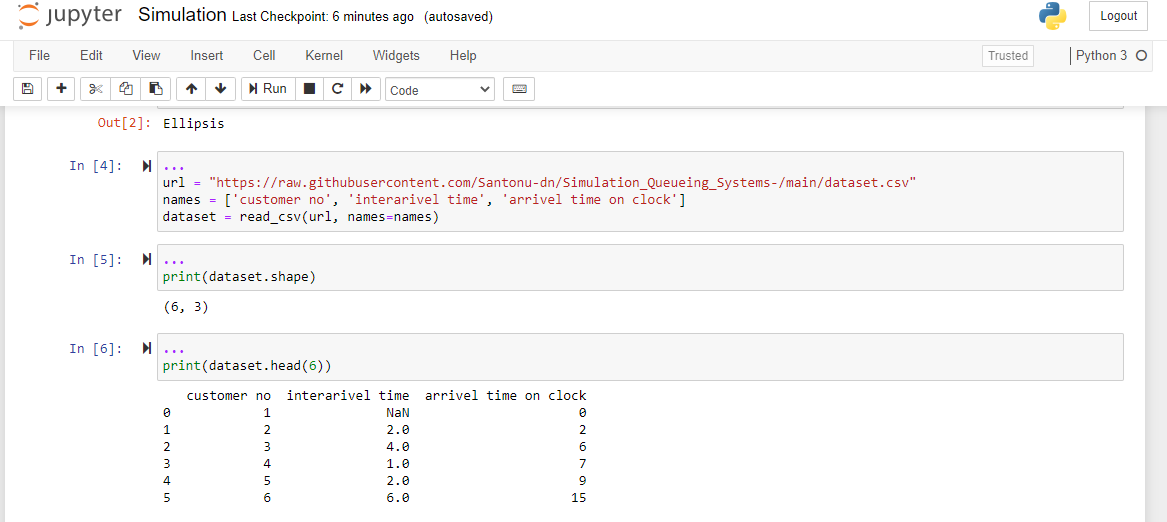 jupyter Simulation Last Checkpoint: 6 minutes ago (autosaved) Logout
File Edit View Insert Cell Kernel Widgets Help Trusted Python 3
Run Code
Out[2]: Ellipsis
In [4]: ...
url = "https://raw.githubusercontent.com/Santonu-dn/Simulation_Queueing_Systems-/main/dataset.csv"
names = ['customer no', 'interarivel time', 'arrivel time on clock']
dataset = read_csv(url, names=names)
In [5]: ...
print(dataset.shape)
(6, 3)
In [6]: ...
print(dataset.head(6))
customer no interarivel time arrivel time on clock
0 1 NaN 0
1 2 2.0 2
2 3 4.0 6
3 4 1.0 7
4 5 2.0 9
5 6 6.0 15